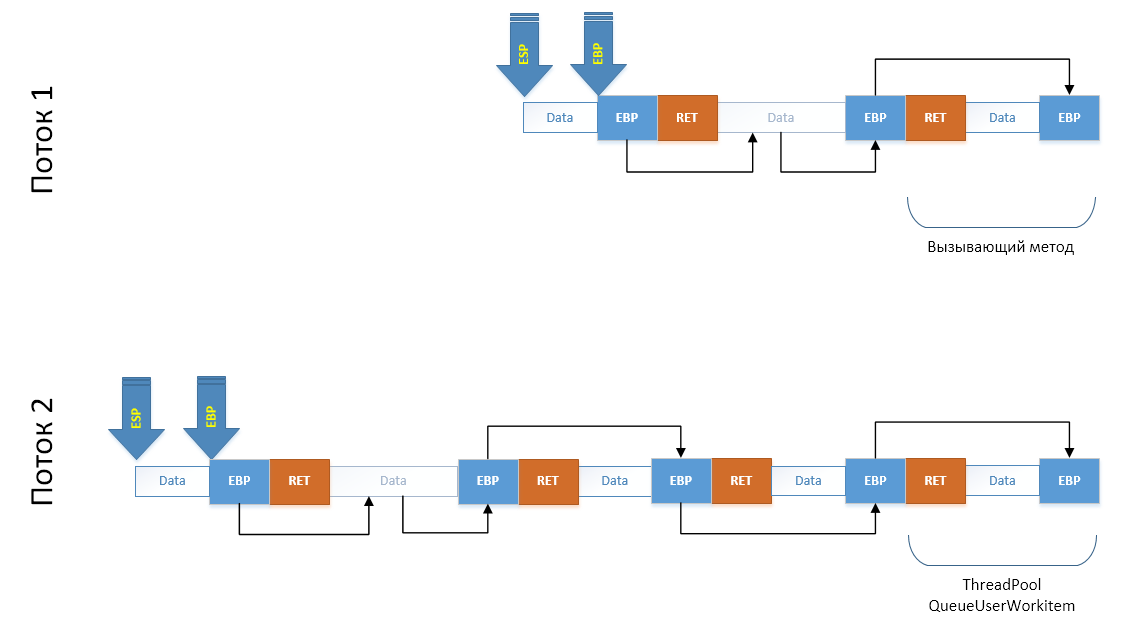 Поток 1
ESP
EBP
Data
EBP
RET
Data
EBP
RET
Data
EBP
Вызывающий метод
Поток 2
ESP
EBP
Data
EBP
RET
Data
EBP
RET
Data
EBP
RET
Data
EBP
RET
Data
EBP
ThreadPool
QueueUserWorkitem